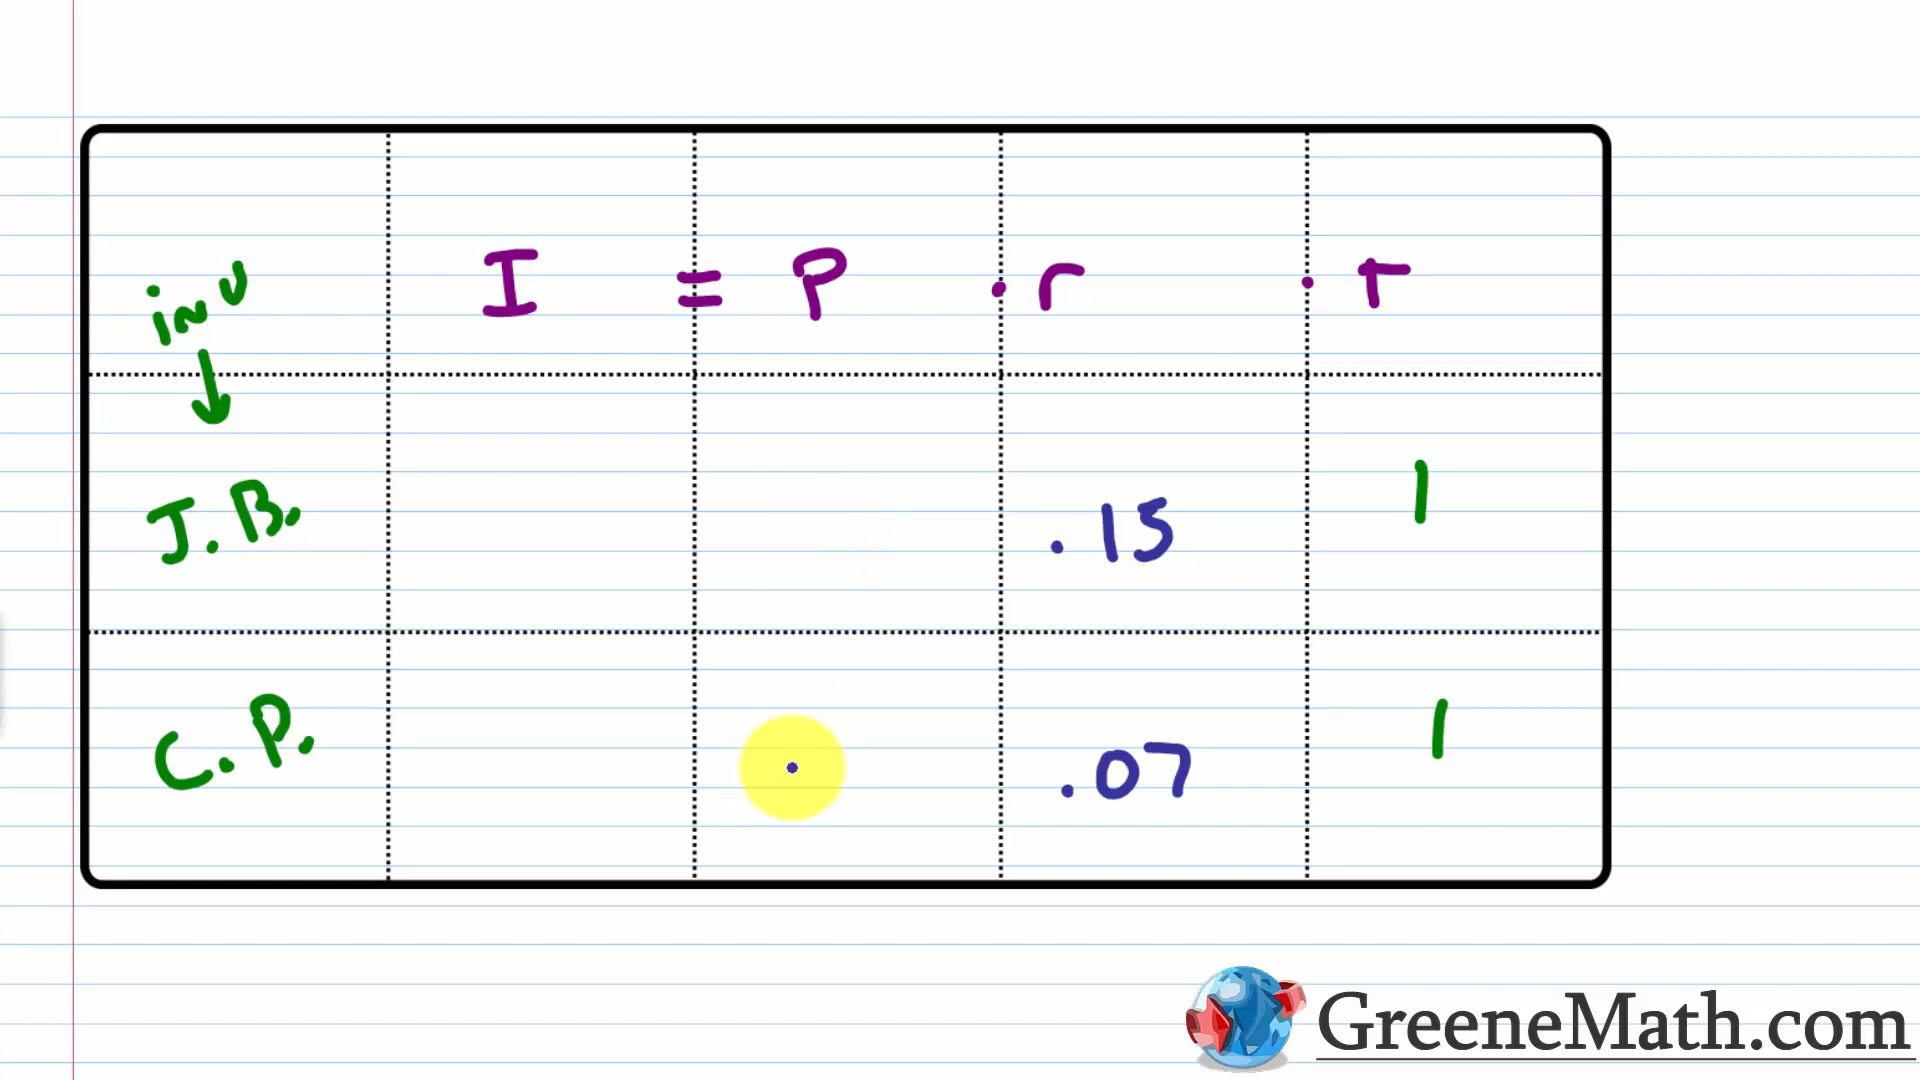 inv I = P · r · T
J.B. .15 1
C.P. .07 1
GreeneMath.com